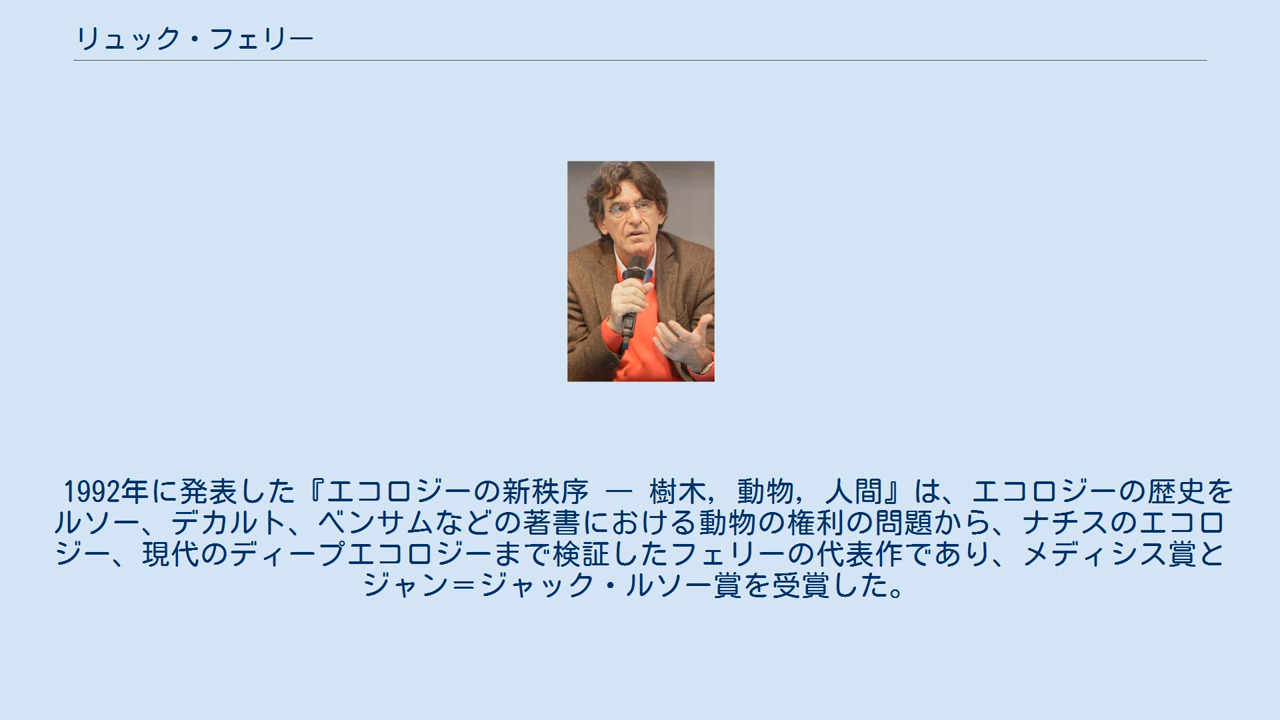 リュック・フェリー
1992年に発表した『エコロジーの新秩序 ― 樹木, 動物, 人間』は、エコロジーの歴史を
ルソー、デカルト、ベンサムなどの著書における動物の権利の問題から、ナチスのエコロ
ジー、現代のディープエコロジーまで検証したフェリーの代表作であり、メディシス賞と
ジャン＝ジャック・ルソー賞を受賞した。